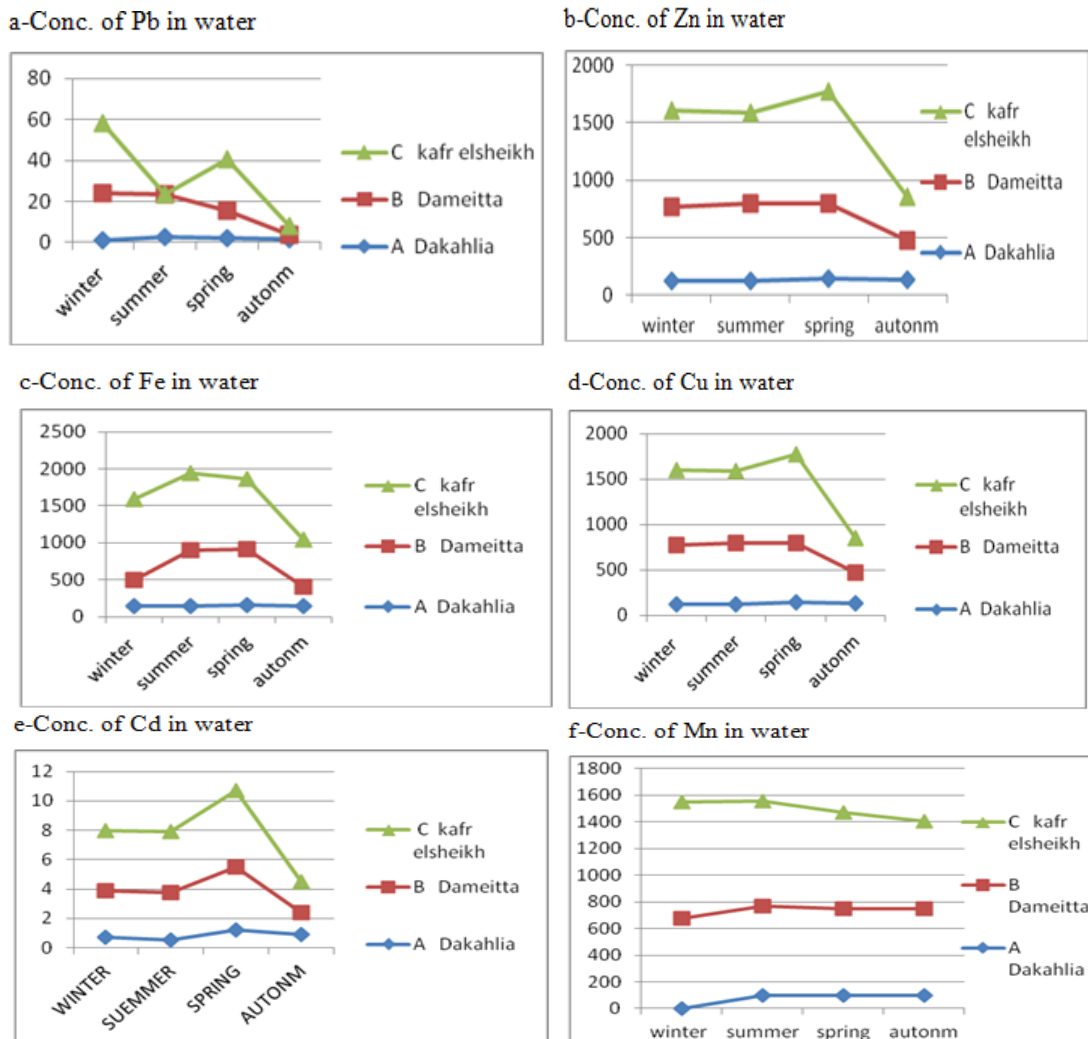 a-Conc. of Pb in water
80
60
40
20
0
winter
summer
spring
autonm
C kafr elsheikh
B Dameitta
A Dakahlia
b-Conc. of Zn in water
2000
1500
1000
500
0
winter
summer
spring
autonm
C kafr
elsheikh
B Dameitta
A Dakahlia
c-Conc. of Fe in water
2500
2000
1500
1000
500
0
winter
summer
spring
autonm
C kafr
elsheikh
B Dameitta
A Dakahlia
d-Conc. of Cu in water
2000
1500
1000
500
0
winter
summer
spring
autonm
C kafr
elsheikh
B Dameitta
A Dakahlia
e-Conc. of Cd in water
12
10
8
6
4
2
0
WINTER
SUEMMER
SPRING
AUTONM
C kafr
elsheikh
B Dameitta
A Dakahlia
f-Conc. of Mn in water
1800
1600
1400
1200
1000
800
600
400
200
0
winter
summer
spring
autonm
C kafr
elsheikh
B
Dameitta
A
Dakahlia